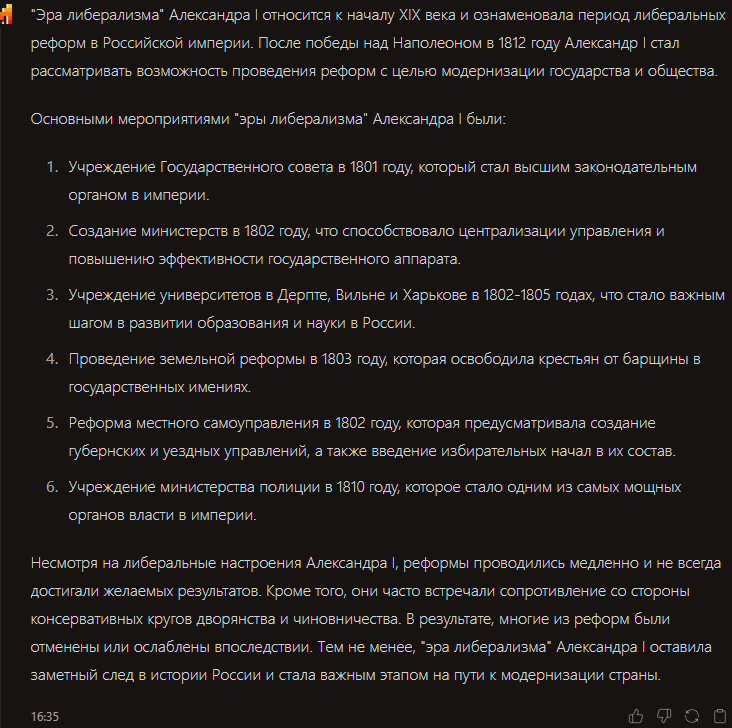 "Эра либерализма" Александра I относится к началу XIX века и ознаменовала период либеральных
реформ в Российской империи. После победы над Наполеоном в 1812 году Александр I стал
рассматривать возможность проведения реформ с целью модернизации государства и общества.
Основными мероприятиями "эры либерализма" Александра I были:
1. Учреждение Государственного совета в 1801 году, который стал высшим законодательным
органом в империи.
2. Создание министерств в 1802 году, что способствовало централизации управления и
повышению эффективности государственного аппарата.
3. Учреждение университетов в Дерпте, Вильне и Харькове в 1802-1805 годах, что стало важным
шагом в развитии образования и науки в России.
4. Проведение земельной реформы в 1803 году, которая освободила крестьян от барщины в
государственных имениях.
5. Реформа местного самоуправления в 1802 году, которая предусматривала создание
губернских и уездных управлений, а также введение избирательных начал в их состав.
6. Учреждение министерства полиции в 1810 году, которое стало одним из самых мощных
органов власти в империи.
Несмотря на либеральные настроения Александра I, реформы проводились медленно и не всегда
достигали желаемых результатов. Кроме того, они часто встречали сопротивление со стороны
консервативных кругов дворянства и чиновничества. В результате, многие из реформ были
отменены или ослаблены впоследствии. Тем не менее, "эра либерализма" Александра I оставила
заметный след в истории России и стала важным этапом на пути к модернизации страны.
16:35